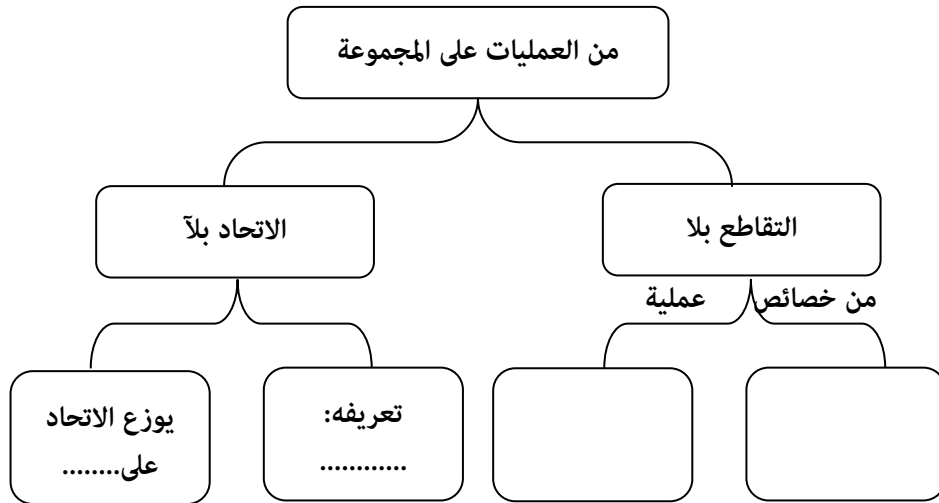 من العمليات على المجموعة
التقاطع بلا
الاتحاد بلآ
من خصائص عملية
تعريفه:
............
يوزع الاتحاد
على........